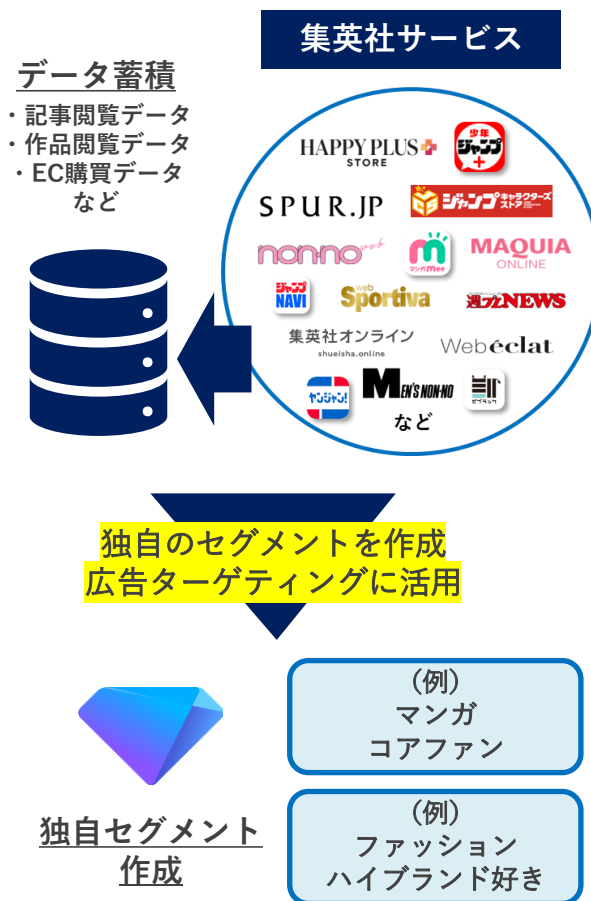 集英社サービス
データ蓄積
・記事閲覧データ
・作品閲覧データ
・EC購買データ
など
HAPPY PLUS
STORE
少年
ジャンプ
+
SPUR.JP
ジャンプキャラクターズ
ストア
non-no web
マンガMee
MAQUIA
ONLINE
ジャンプ
NAVI
web
Sportiva
週プレNEWS
集英社オンライン
shueisha.online
Web éclat
ヤンジャン!
MEN'S NON-NO
ゼブラック
など
独自のセグメントを作成
広告ターゲティングに活用
(例)
マンガ
コアファン
独自セグメント
作成
(例)
ファッション
ハイブランド好き